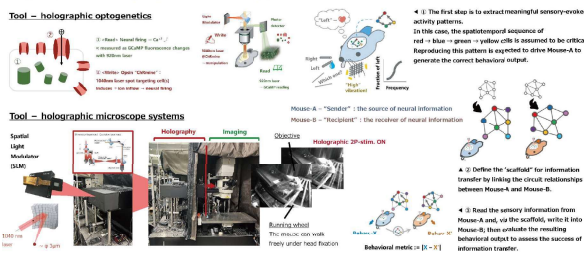 Tool – holographic optogenetics
① <Read> Neural firing – Ca²⁺,
is measured as GCaMP fluorescence changes
with 920nm laser
② <Write> Opsin "ChRmine":
1040nm laser spot targeting cell(s)
induces + ion inflow → neural firing
Write
Read
"Left"
Right
Left
"High"
vibration!
Fraction of left
Frequency
◀ ① The first step is to extract meaningful sensory-evoked
activity patterns.
In this case, the spatiotemporal sequence of
red → blue → green → yellow cells is assumed to be critical.
Reproducing this pattern is expected to drive Mouse-A to
generate the correct behavioral output.
Mouse-A – "Sender" : the source of neural information
Mouse-B – "Recipient" : the receiver of neural information
Tool – holographic microscope systems
Spatial
Light
Modulator
(SLM)
1040 nm
laser
Holography
Imaging
Objective
Holographic 2P-stim. ON
Running wheel
The mouse can walk
freely under head fixation
Behavioral metric := |X – X'|
▲ ② Define the "scaffold" for information
transfer by linking the circuit relationships
between Mouse-A and Mouse-B.
◀ ③ Read the sensory information from
Mouse-A and, via the scaffold, write it into
Mouse-B; then evaluate the resulting
behavioral output to assess the success of
information transfer.